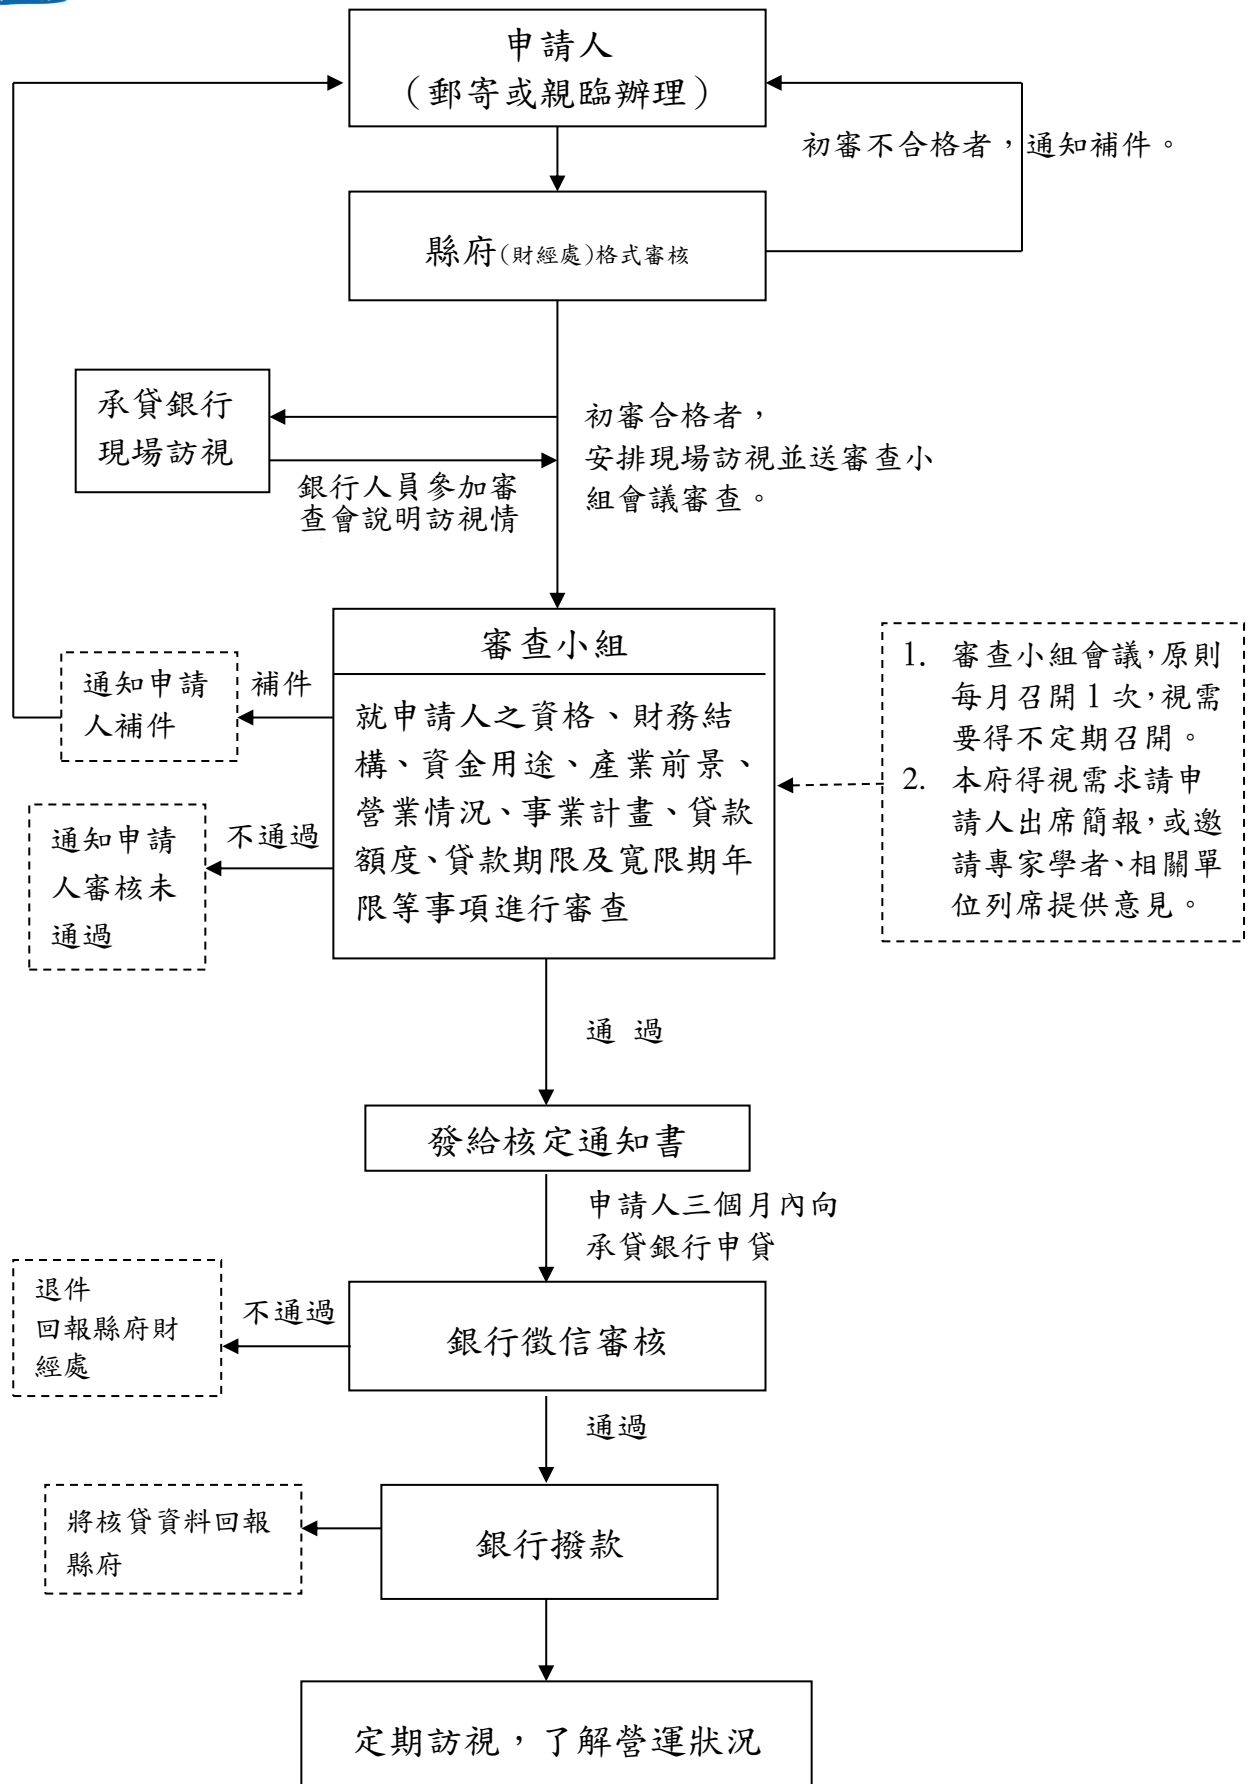 申請人
（郵寄或親臨辦理）
初審不合格者，通知補件。
縣府(財經處)格式審核
承貸銀行
現場訪視
初審合格者，
安排現場訪視並送審查小
組會議審查。
銀行人員參加審
查會說明訪視情
審查小組
就申請人之資格、財務結
構、資金用途、產業前景、
營業情況、事業計畫、貸款
額度、貸款期限及寬限期年
限等事項進行審查
通知申請
人補件
補件
通知申請
人審核未
通過
不通過
1. 審查小組會議，原則
每月召開 1 次，視需
要得不定期召開。
2. 本府得視需求請申
請人出席簡報，或邀
請專家學者、相關單
位列席提供意見。
通 過
發給核定通知書
申請人三個月內向
承貸銀行申貸
退件
回報縣府財
經處
不通過
銀行徵信審核
通過
將核貸資料回報
縣府
銀行撥款
定期訪視，了解營運狀況